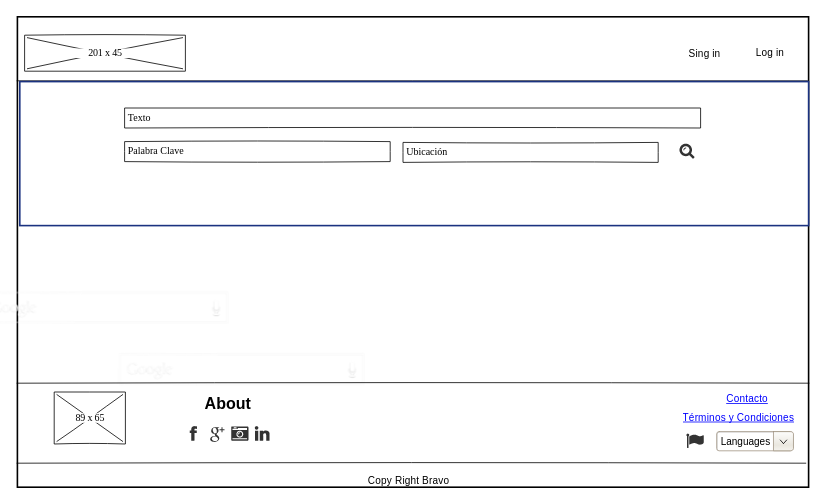 201 x 45
Sing in
Log in
Texto
Palabra Clave
Ubicación
Google
Google
89 x 65
About
Contacto
Términos y Condiciones
Languages
Copy Right Bravo